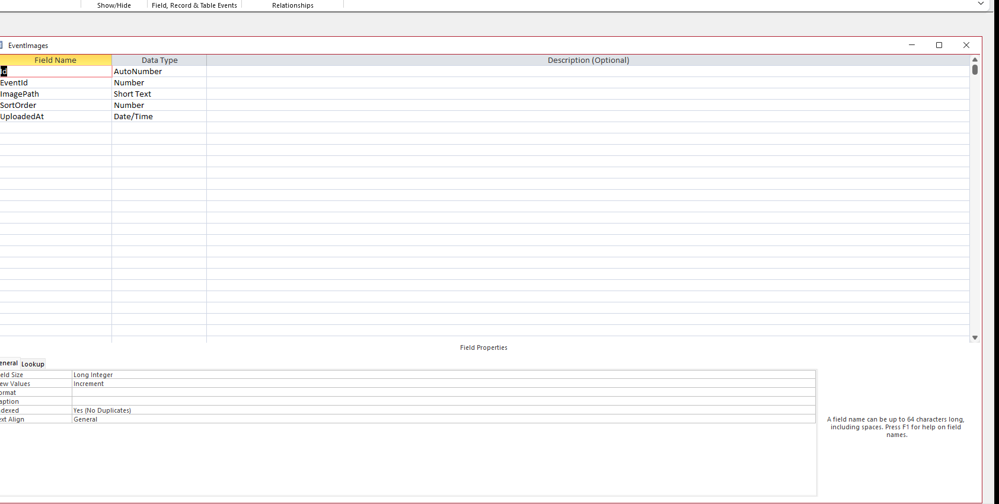 Show/Hide Field, Record & Table Events Relationships
EventImages
Field Name Data Type Description (Optional)
Id AutoNumber
EventId Number
ImagePath Short Text
SortOrder Number
UploadedAt Date/Time
Field Properties
eneral Lookup
eld Size Long Integer
ew Values Increment
ormat
aption
dexed Yes (No Duplicates)
ext Align General
A field name can be up to 64 characters long,
including spaces. Press F1 for help on field
names.